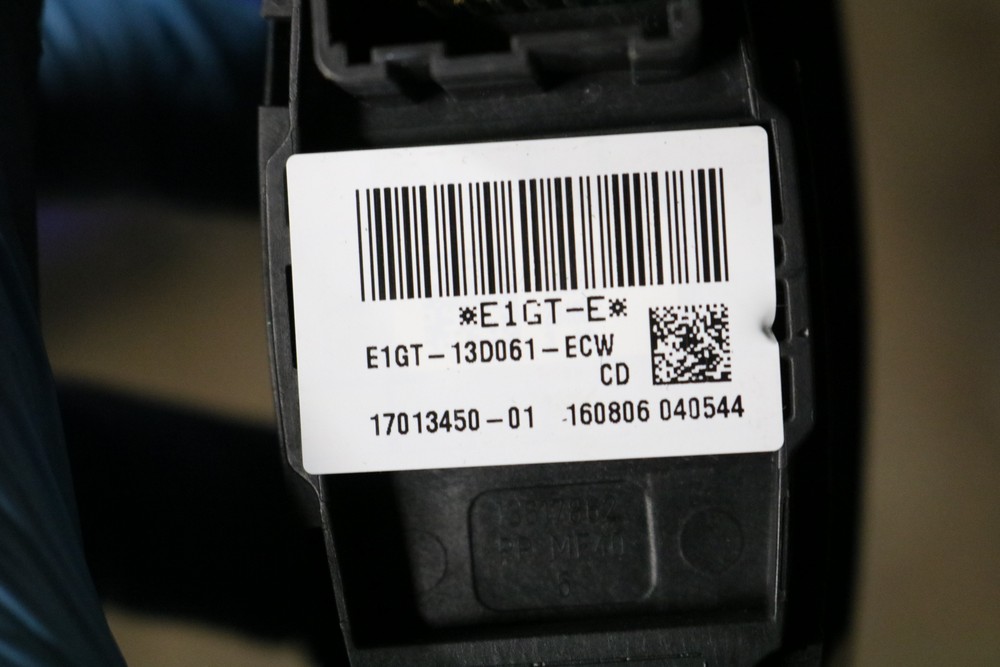 *E1GT-E*
E1GT-13D061-ECW
CD
17013450-01 160806 040544